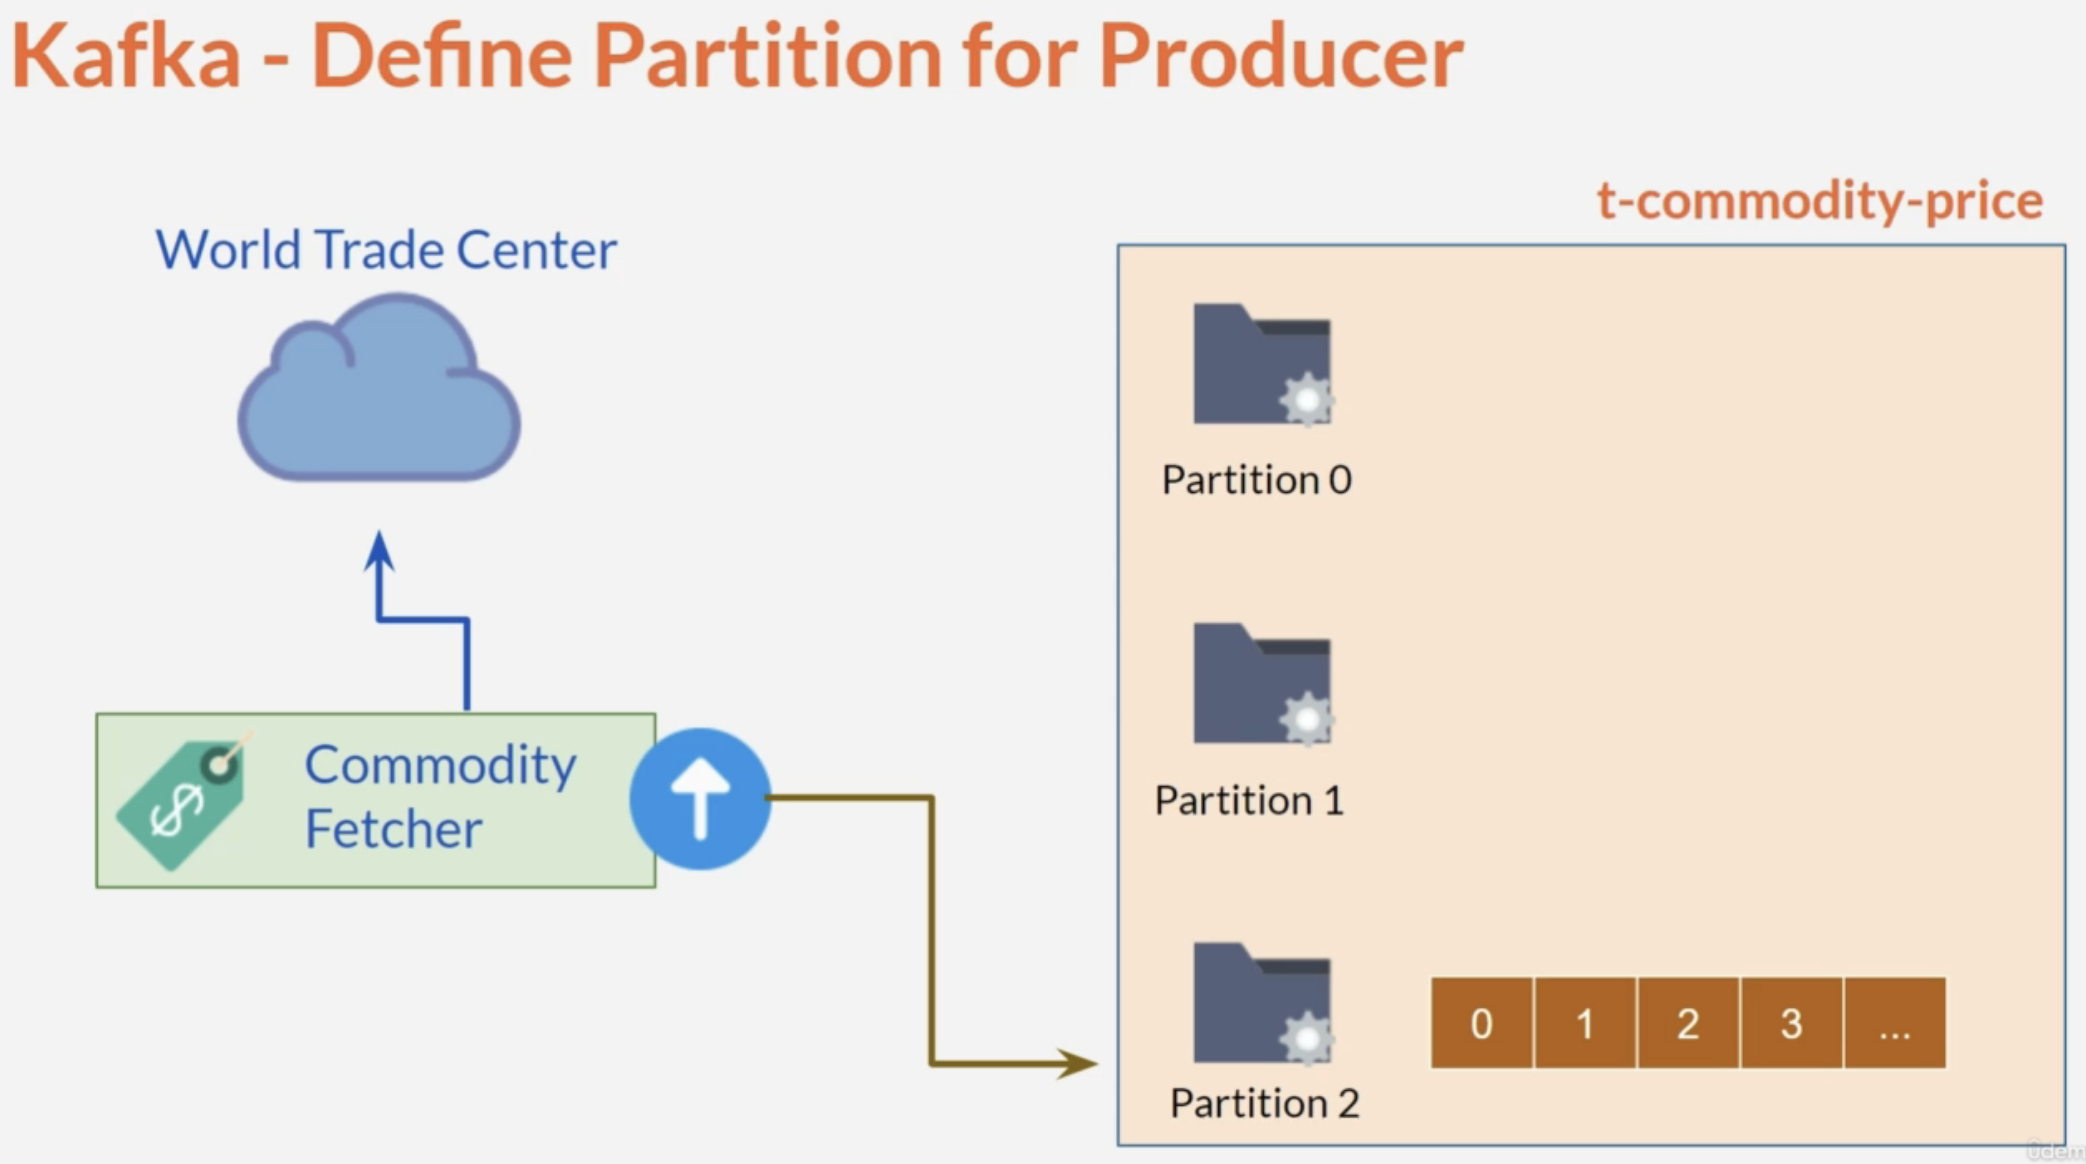 Kafka - Define Partition for Producer
t-commodity-price
World Trade Center
Partition 0
$ Commodity
Fetcher
Partition 1
0 1 2 3 ...
Partition 2